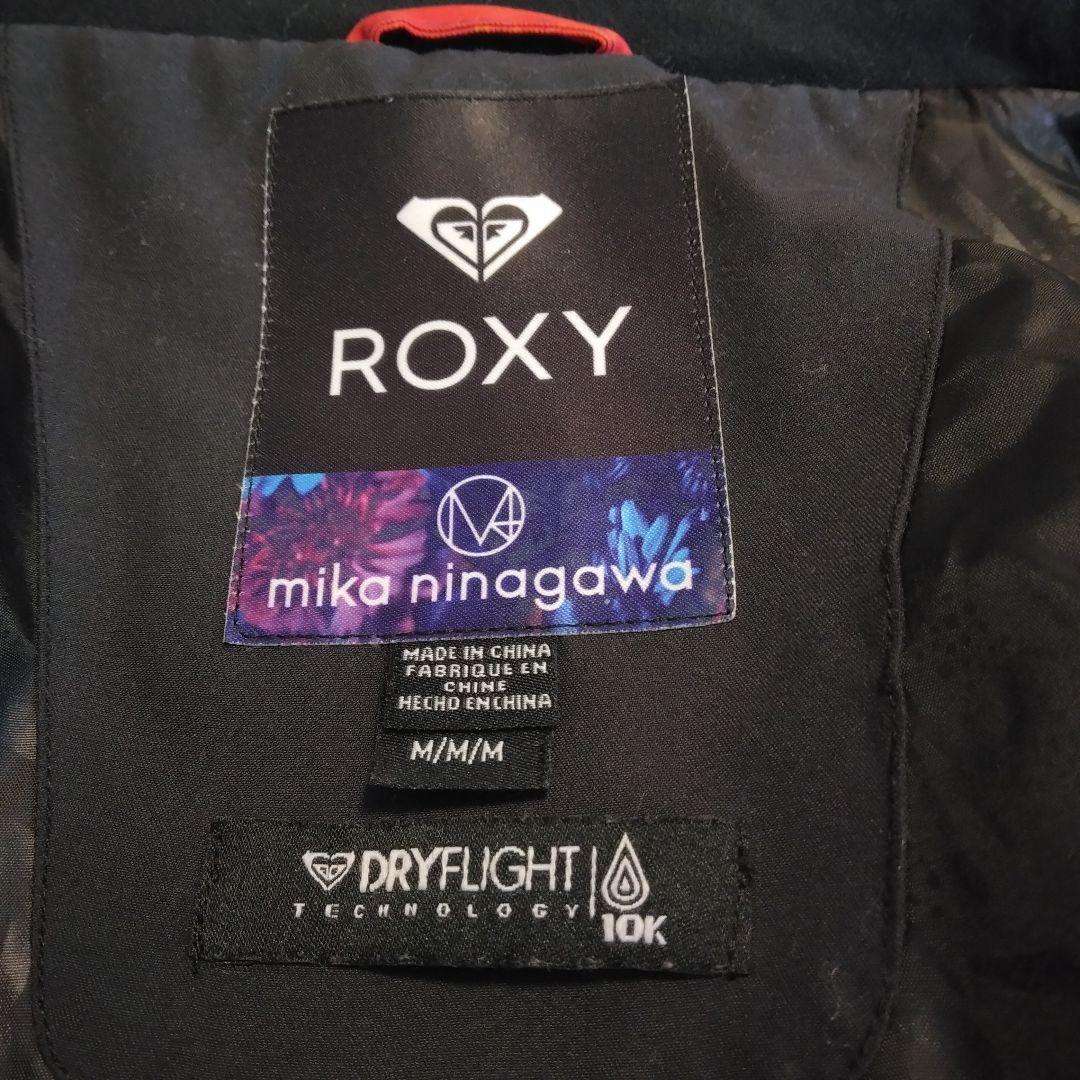 ROXY
mika ninagawa
MADE IN CHINA
FABRIQUE EN
CHINE
HECHO EN CHINA
M/M/M
DRYFLIGHT
TECHNOLOGY
10K